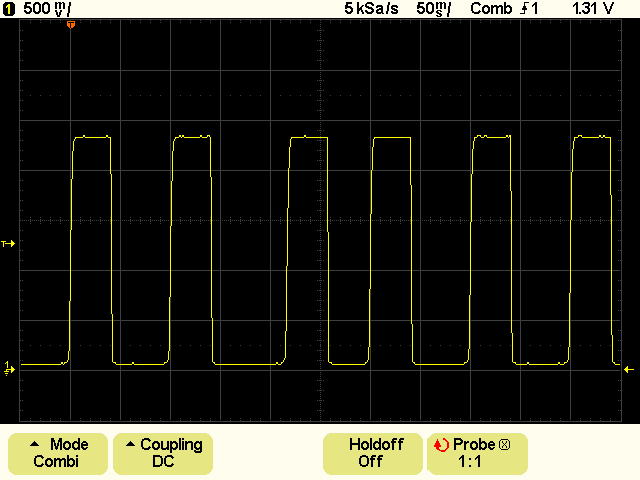 1 500 mV/ 5 kSa/s 50 ms/ Comb 1 1.31 V
T
T
1
Mode Coupling Holdoff Probe
Combi DC Off 1:1